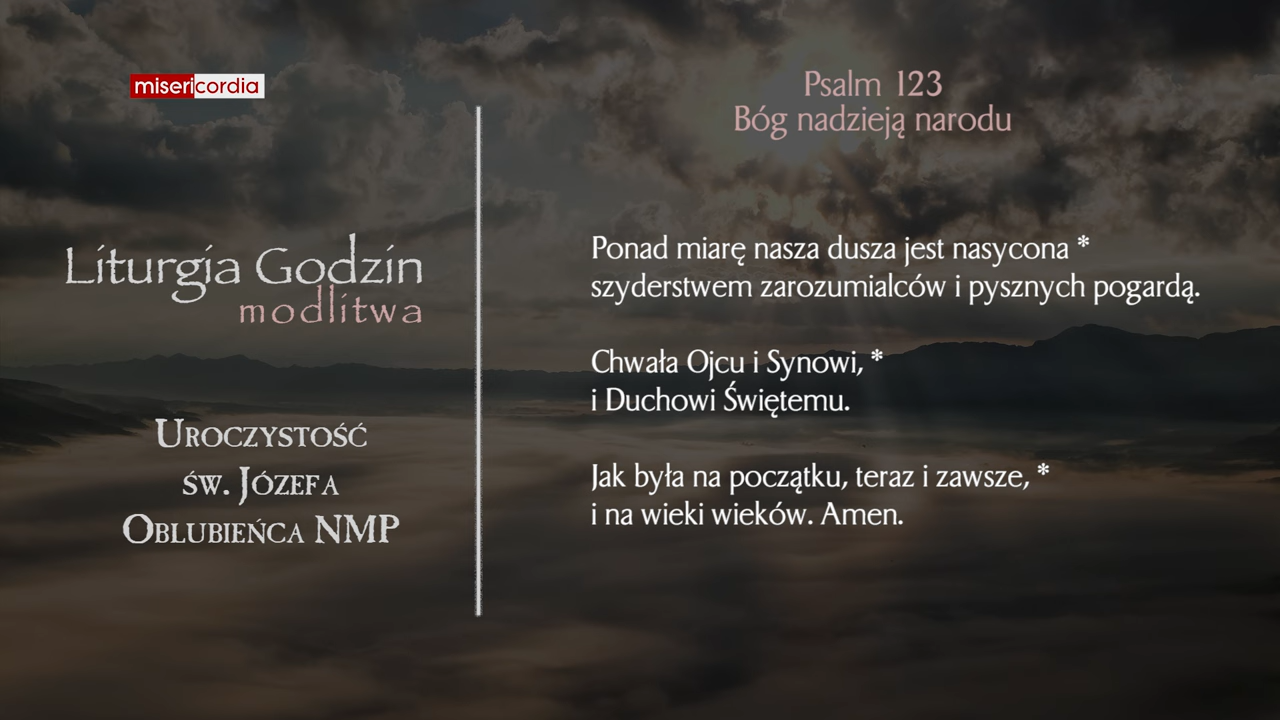 misericordia
Liturgia Godzin
modlitwa
Uroczystość
św. Józefa
Oblubieńca NMP
Psalm 123
Bóg nadzieją narodu
Ponad miarę nasza dusza jest nasycona *
szyderstwem zarozumialców i pysznych pogardą.
Chwała Ojcu i Synowi, *
i Duchowi Świętemu.
Jak była na początku, teraz i zawsze, *
i na wieki wieków. Amen.